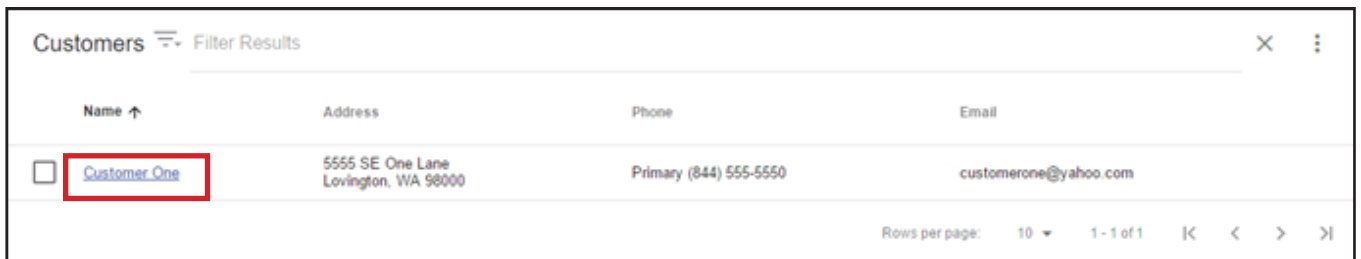 Customers Filter Results
Name Address Phone Email
Customer One 5555 SE One Lane Primary (844) 555-5550 customerone@yahoo.com
Lovington, WA 98000
Rows per page: 10 1 - 1 of 1